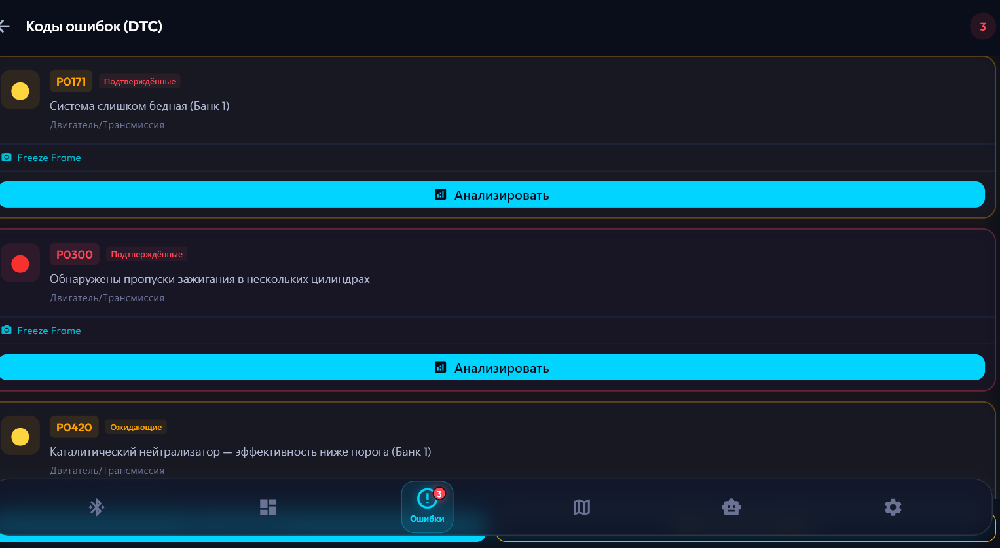 Коды ошибок (DTC)
3
P0171 Подтверждённые
Система слишком бедная (Банк 1)
Двигатель/Трансмиссия
Freeze Frame
Анализировать
P0300 Подтверждённые
Обнаружены пропуски зажигания в нескольких цилиндрах
Двигатель/Трансмиссия
Freeze Frame
Анализировать
P0420 Ожидающие
Каталитический нейтрализатор — эффективность ниже порога (Банк 1)
Двигатель/Трансмиссия
3
Ошибки